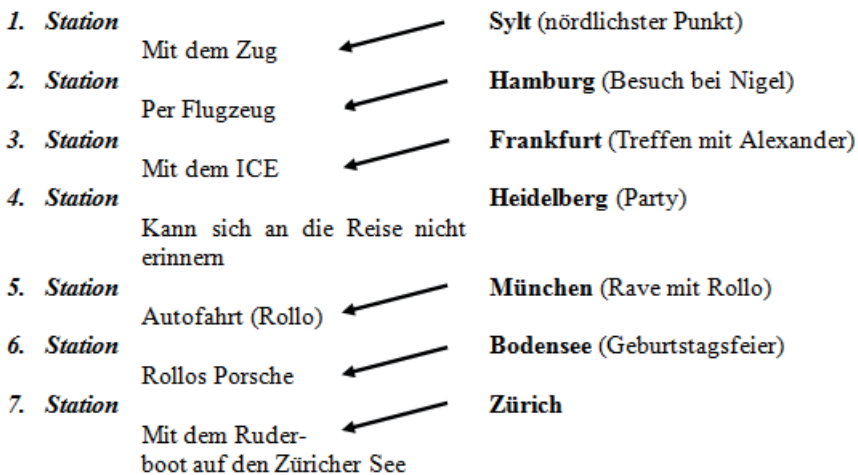 1. Station Sylt (nördlichster Punkt)
Mit dem Zug
2. Station Hamburg (Besuch bei Nigel)
Per Flugzeug
3. Station Frankfurt (Treffen mit Alexander)
Mit dem ICE
4. Station Heidelberg (Party)
Kann sich an die Reise nicht
erinnern
5. Station München (Rave mit Rollo)
Autofahrt (Rollo)
6. Station Bodensee (Geburtstagsfeier)
Rollos Porsche
7. Station Zürich
Mit dem Ruder-
boot auf den Züricher See